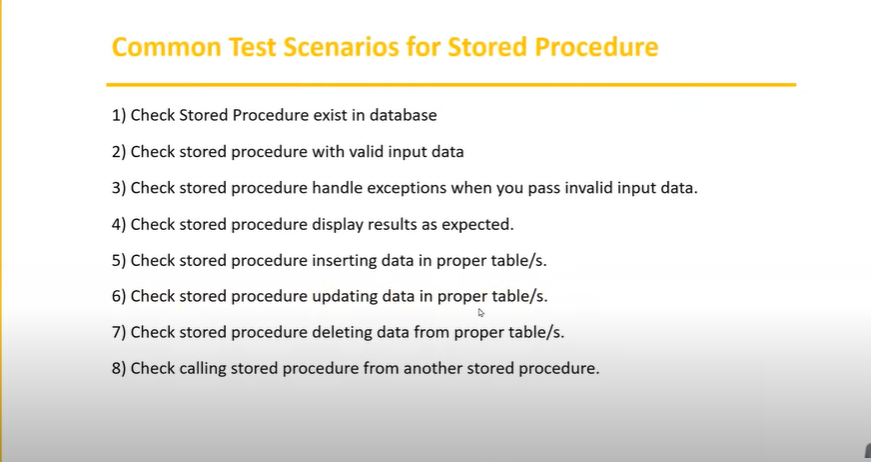 Common Test Scenarios for Stored Procedure
1) Check Stored Procedure exist in database
2) Check stored procedure with valid input data
3) Check stored procedure handle exceptions when you pass invalid input data.
4) Check stored procedure display results as expected.
5) Check stored procedure inserting data in proper table/s.
6) Check stored procedure updating data in proper table/s.
7) Check stored procedure deleting data from proper table/s.
8) Check calling stored procedure from another stored procedure.